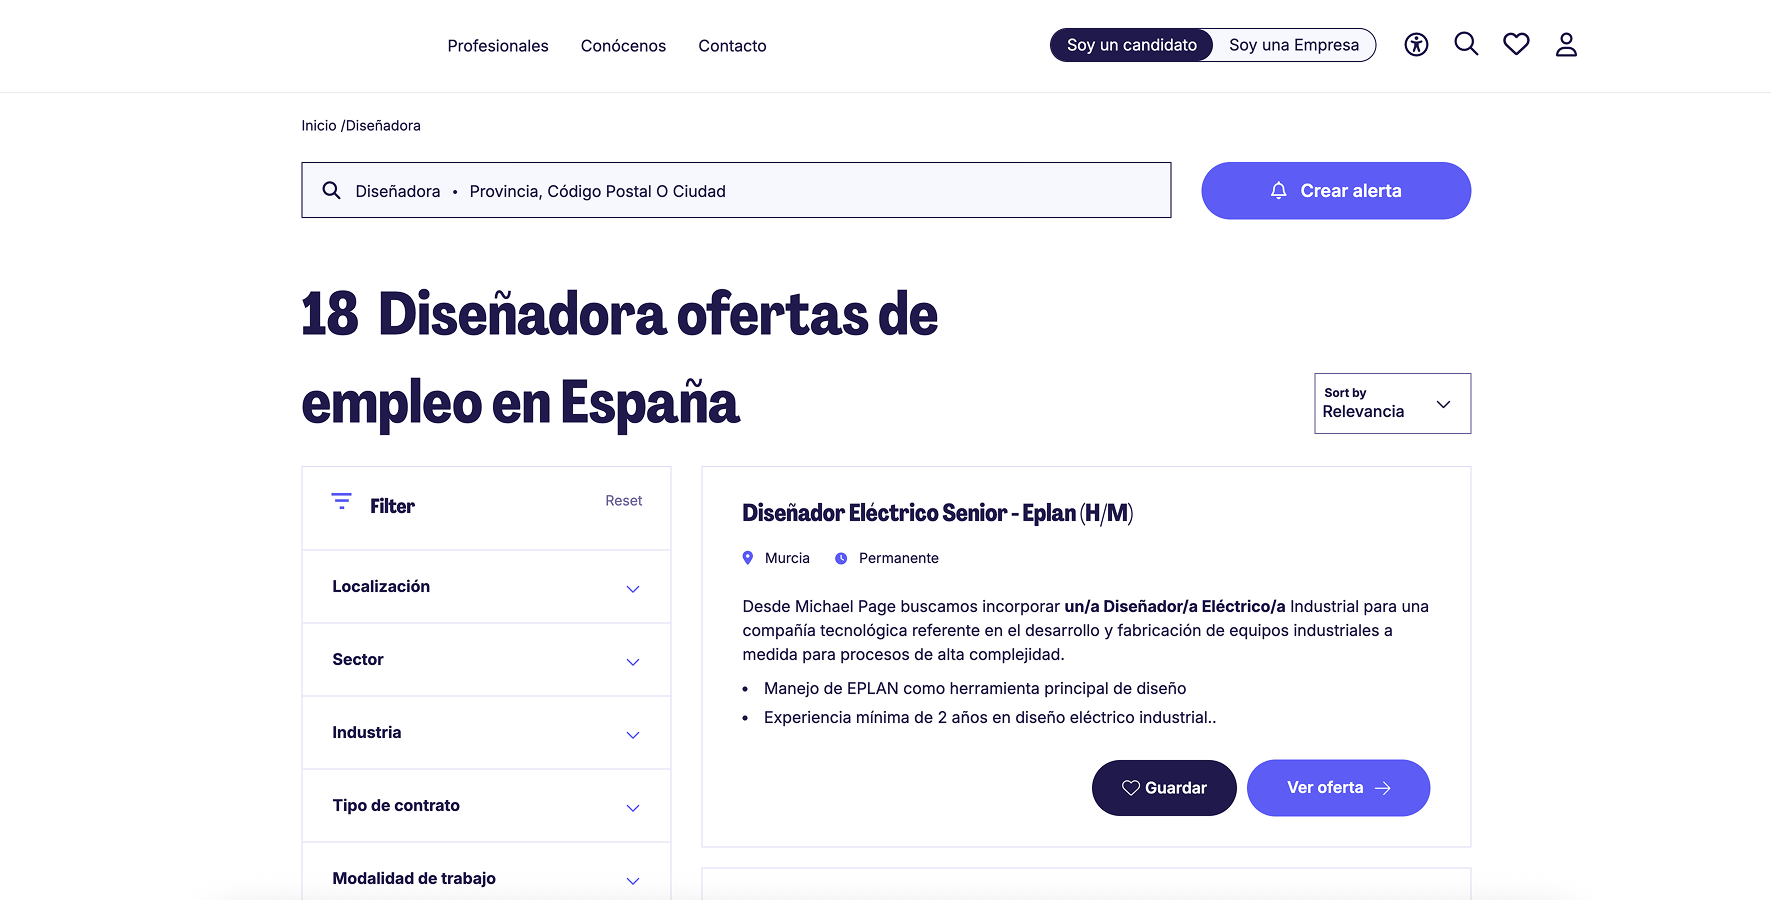 Profesionales Conócenos Contacto Soy un candidato Soy una Empresa
Inicio /Diseñadora
Diseñadora • Provincia, Código Postal O Ciudad
Crear alerta
18 Diseñadora ofertas de
empleo en España
Sort by
Relevancia
Filter
Reset
Localización
Sector
Industria
Tipo de contrato
Modalidad de trabajo
Diseñador Eléctrico Senior - Eplan (H/M)
Murcia Permanente
Desde Michael Page buscamos incorporar un/a Diseñador/a Eléctrico/a Industrial para una
compañía tecnológica referente en el desarrollo y fabricación de equipos industriales a
medida para procesos de alta complejidad.
• Manejo de EPLAN como herramienta principal de diseño
• Experiencia mínima de 2 años en diseño eléctrico industrial..
Guardar
Ver oferta